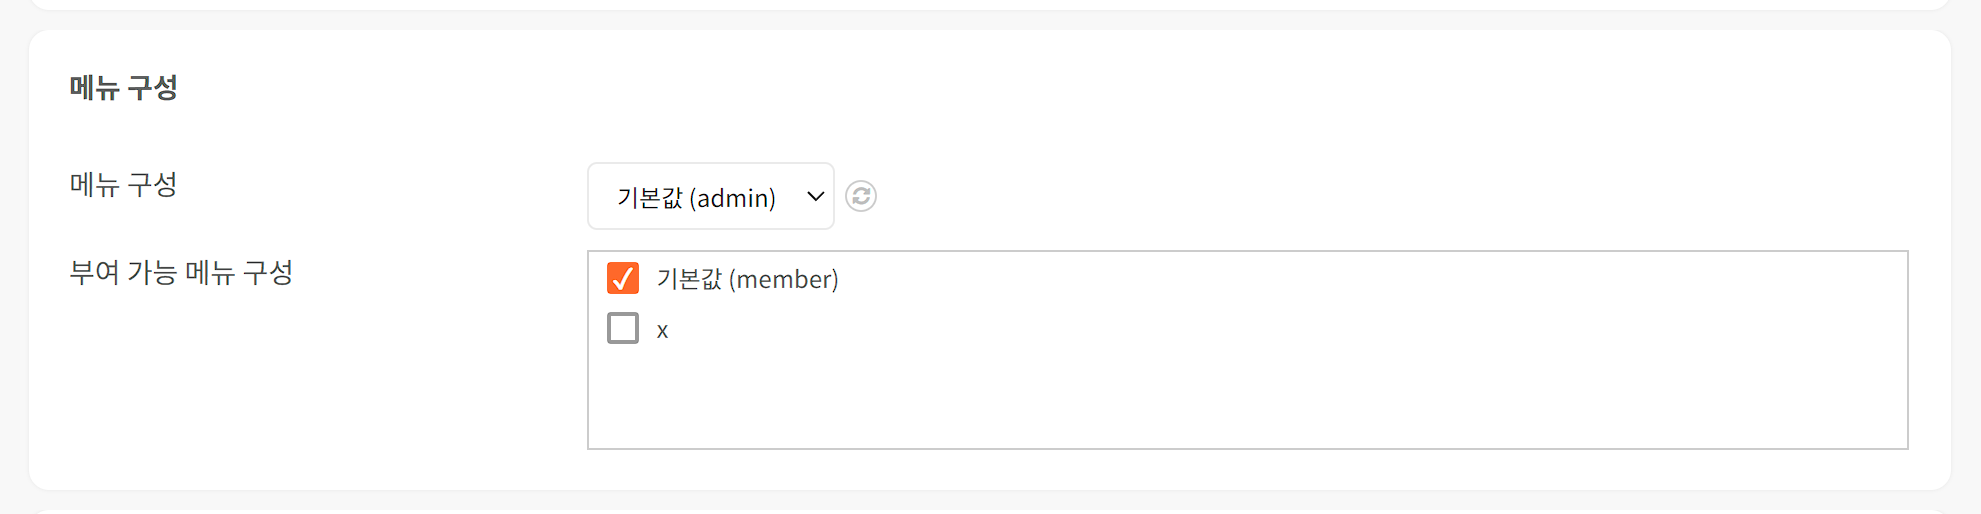 메뉴 구성
메뉴 구성
기본값 (admin)
부여 가능 메뉴 구성
기본값 (member)
x